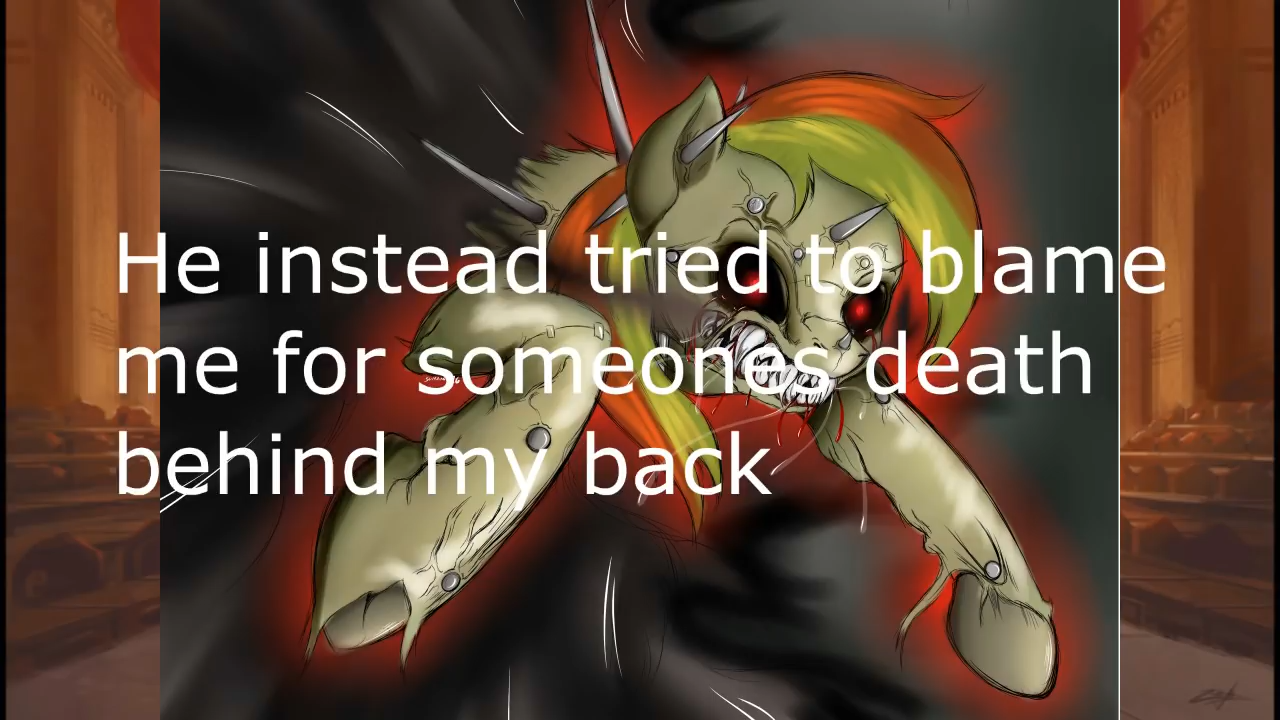 He instead tried to blame
me for someones death
behind my back